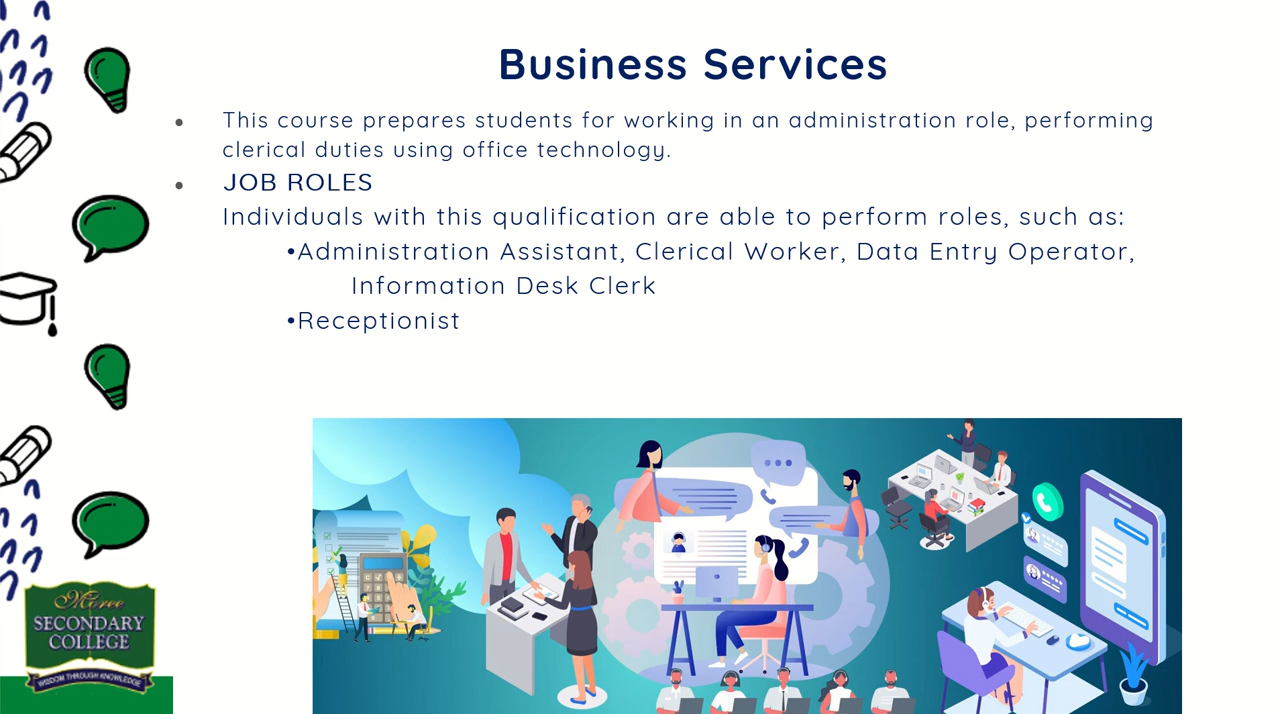 Business Services
• This course prepares students for working in an administration role, performing
clerical duties using office technology.
• JOB ROLES
Individuals with this qualification are able to perform roles, such as:
•Administration Assistant, Clerical Worker, Data Entry Operator,
Information Desk Clerk
•Receptionist
Moree
SECONDARY
COLLEGE
WISDOM THROUGH KNOWLEDGE